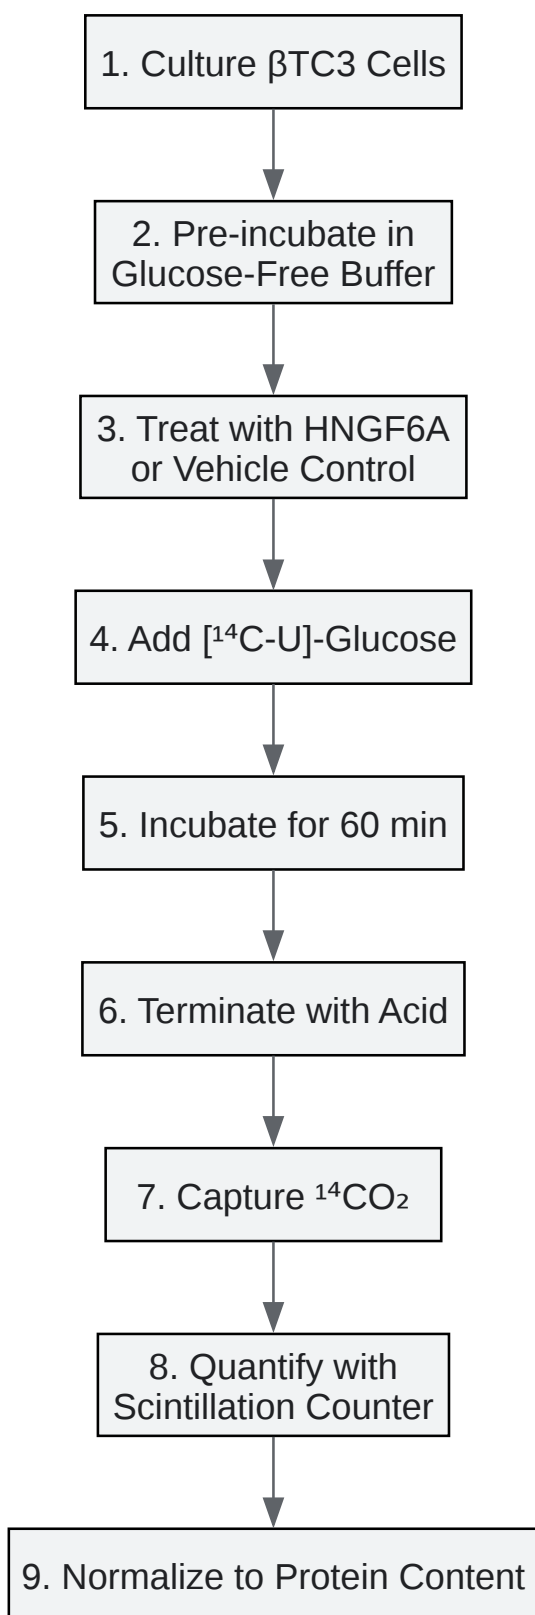 1. Culture βTC3 Cells
2. Pre-incubate in
Glucose-Free Buffer
3. Treat with HNGF6A
or Vehicle Control
4. Add [¹⁴C-U]-Glucose
5. Incubate for 60 min
6. Terminate with Acid
7. Capture ¹⁴CO₂
8. Quantify with
Scintillation Counter
9. Normalize to Protein Content